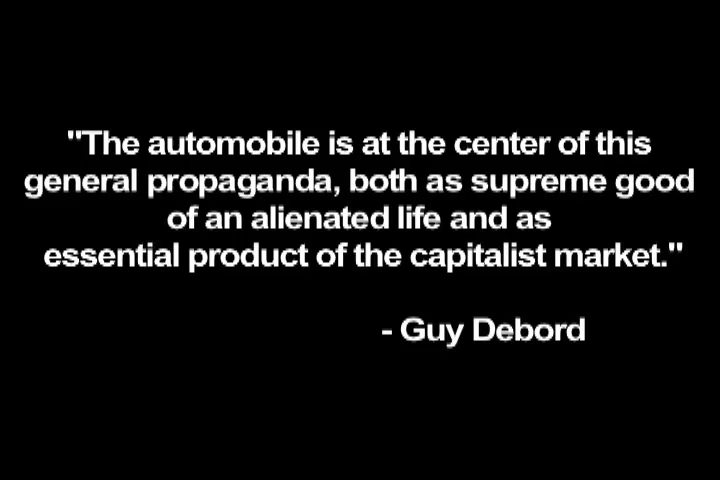 "The automobile is at the center of this
general propaganda, both as supreme good
of an alienated life and as
essential product of the capitalist market."
- Guy Debord